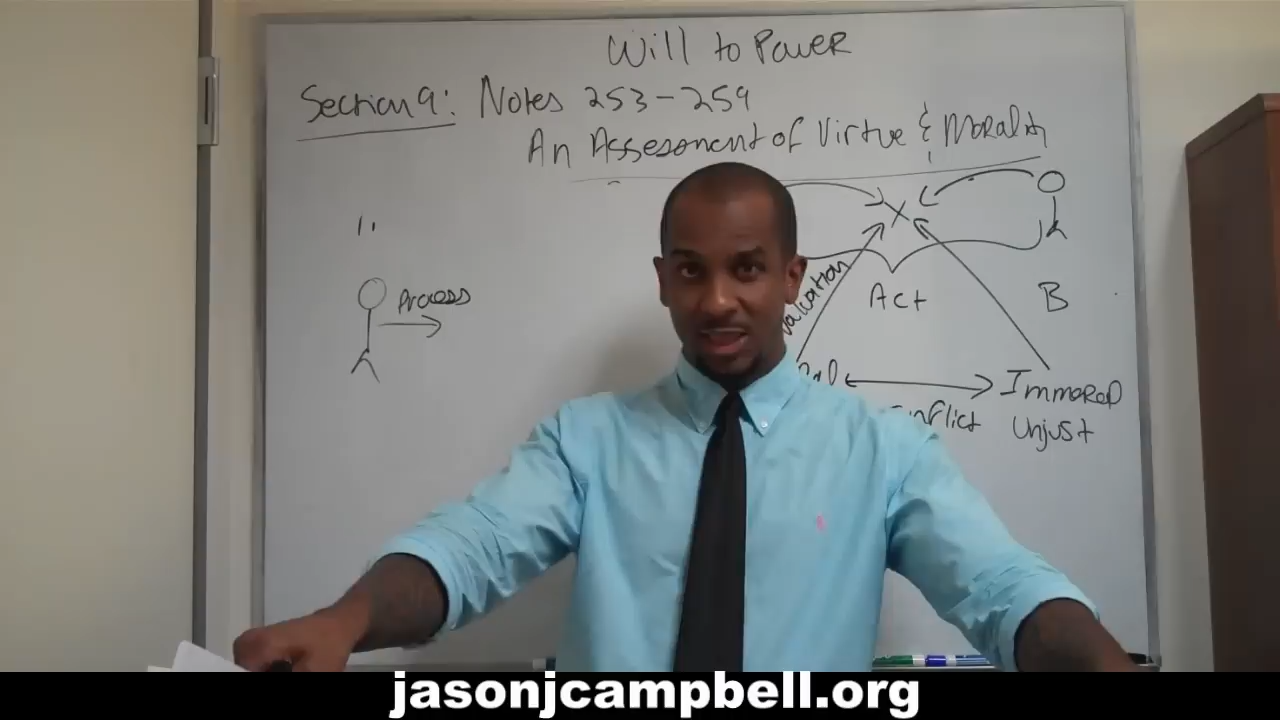 Will to Power
Section 9: Notes 253-259
An Assessment of Virtue & Morality
11
Process
Act
B
Immoral
Unjust
jasonjcampbell.org